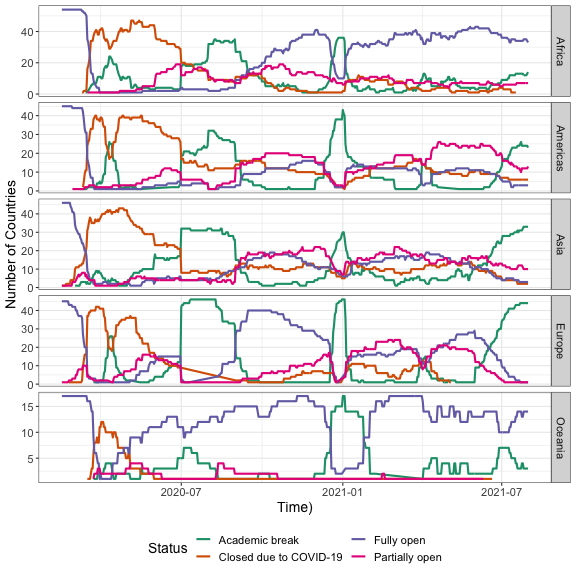 Number of Countries
40
20
0
Africa
40
30
20
10
0
Americas
40
30
20
10
0
Asia
40
30
20
10
0
Europe
15
10
5
Oceania
2020-07 2021-01 2021-07
Time)
Status
Academic break Fully open
Closed due to COVID-19 Partially open